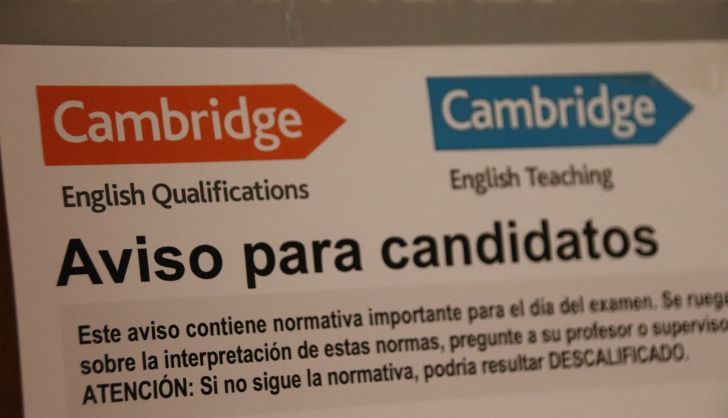 Cambridge
Cambridge
English Qualifications
English Teaching
Aviso para candidatos
Este aviso contiene normativa importante para el día del examen. Se ruega
sobre la interpretación de estas normas, pregunte a su profesor o superviso
ATENCIÓN: Si no sigue la normativa, podría resultar DESCALIFICADO.